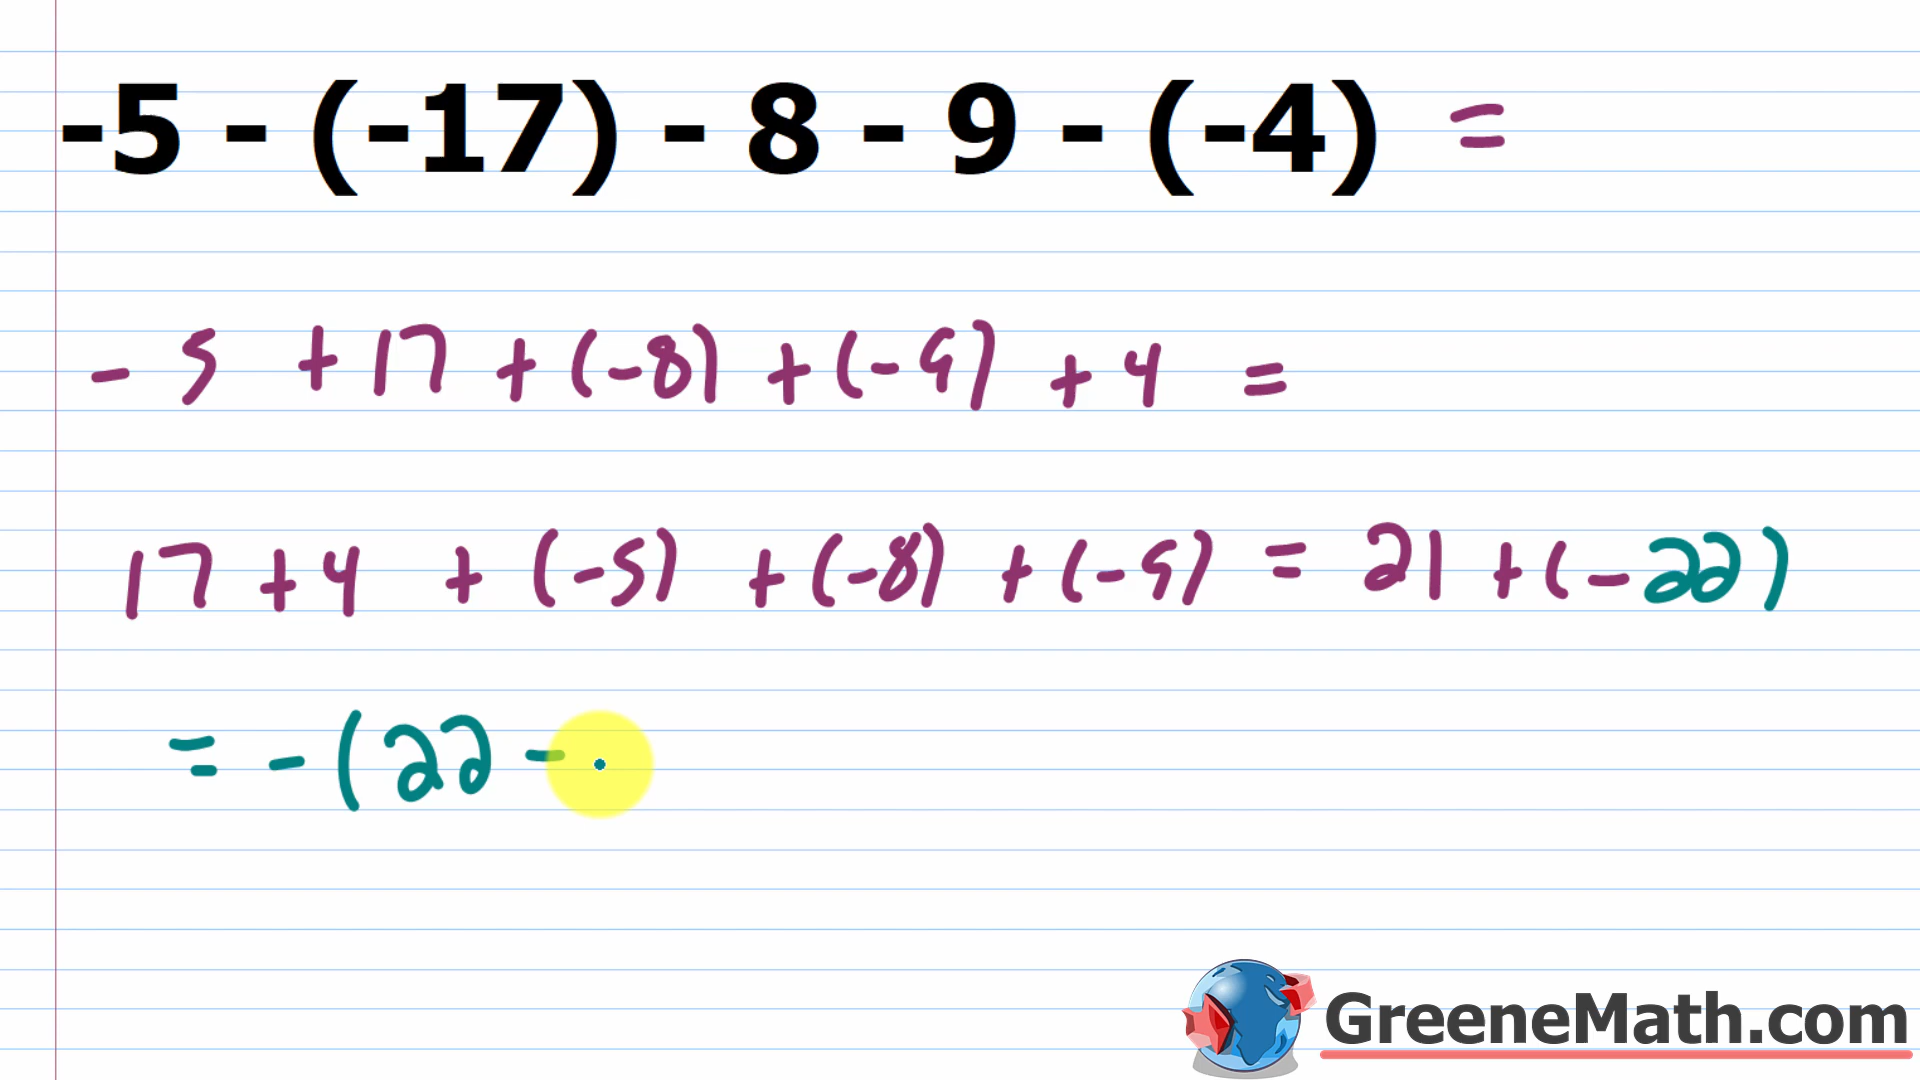 -5 - (-17) - 8 - 9 - (-4) =
- 5 + 17 + (-8) + (-9) + 4 =
17 + 4 + (-5) + (-8) + (-9) = 21 + (-22)
= - (22 -
GreeneMath.com